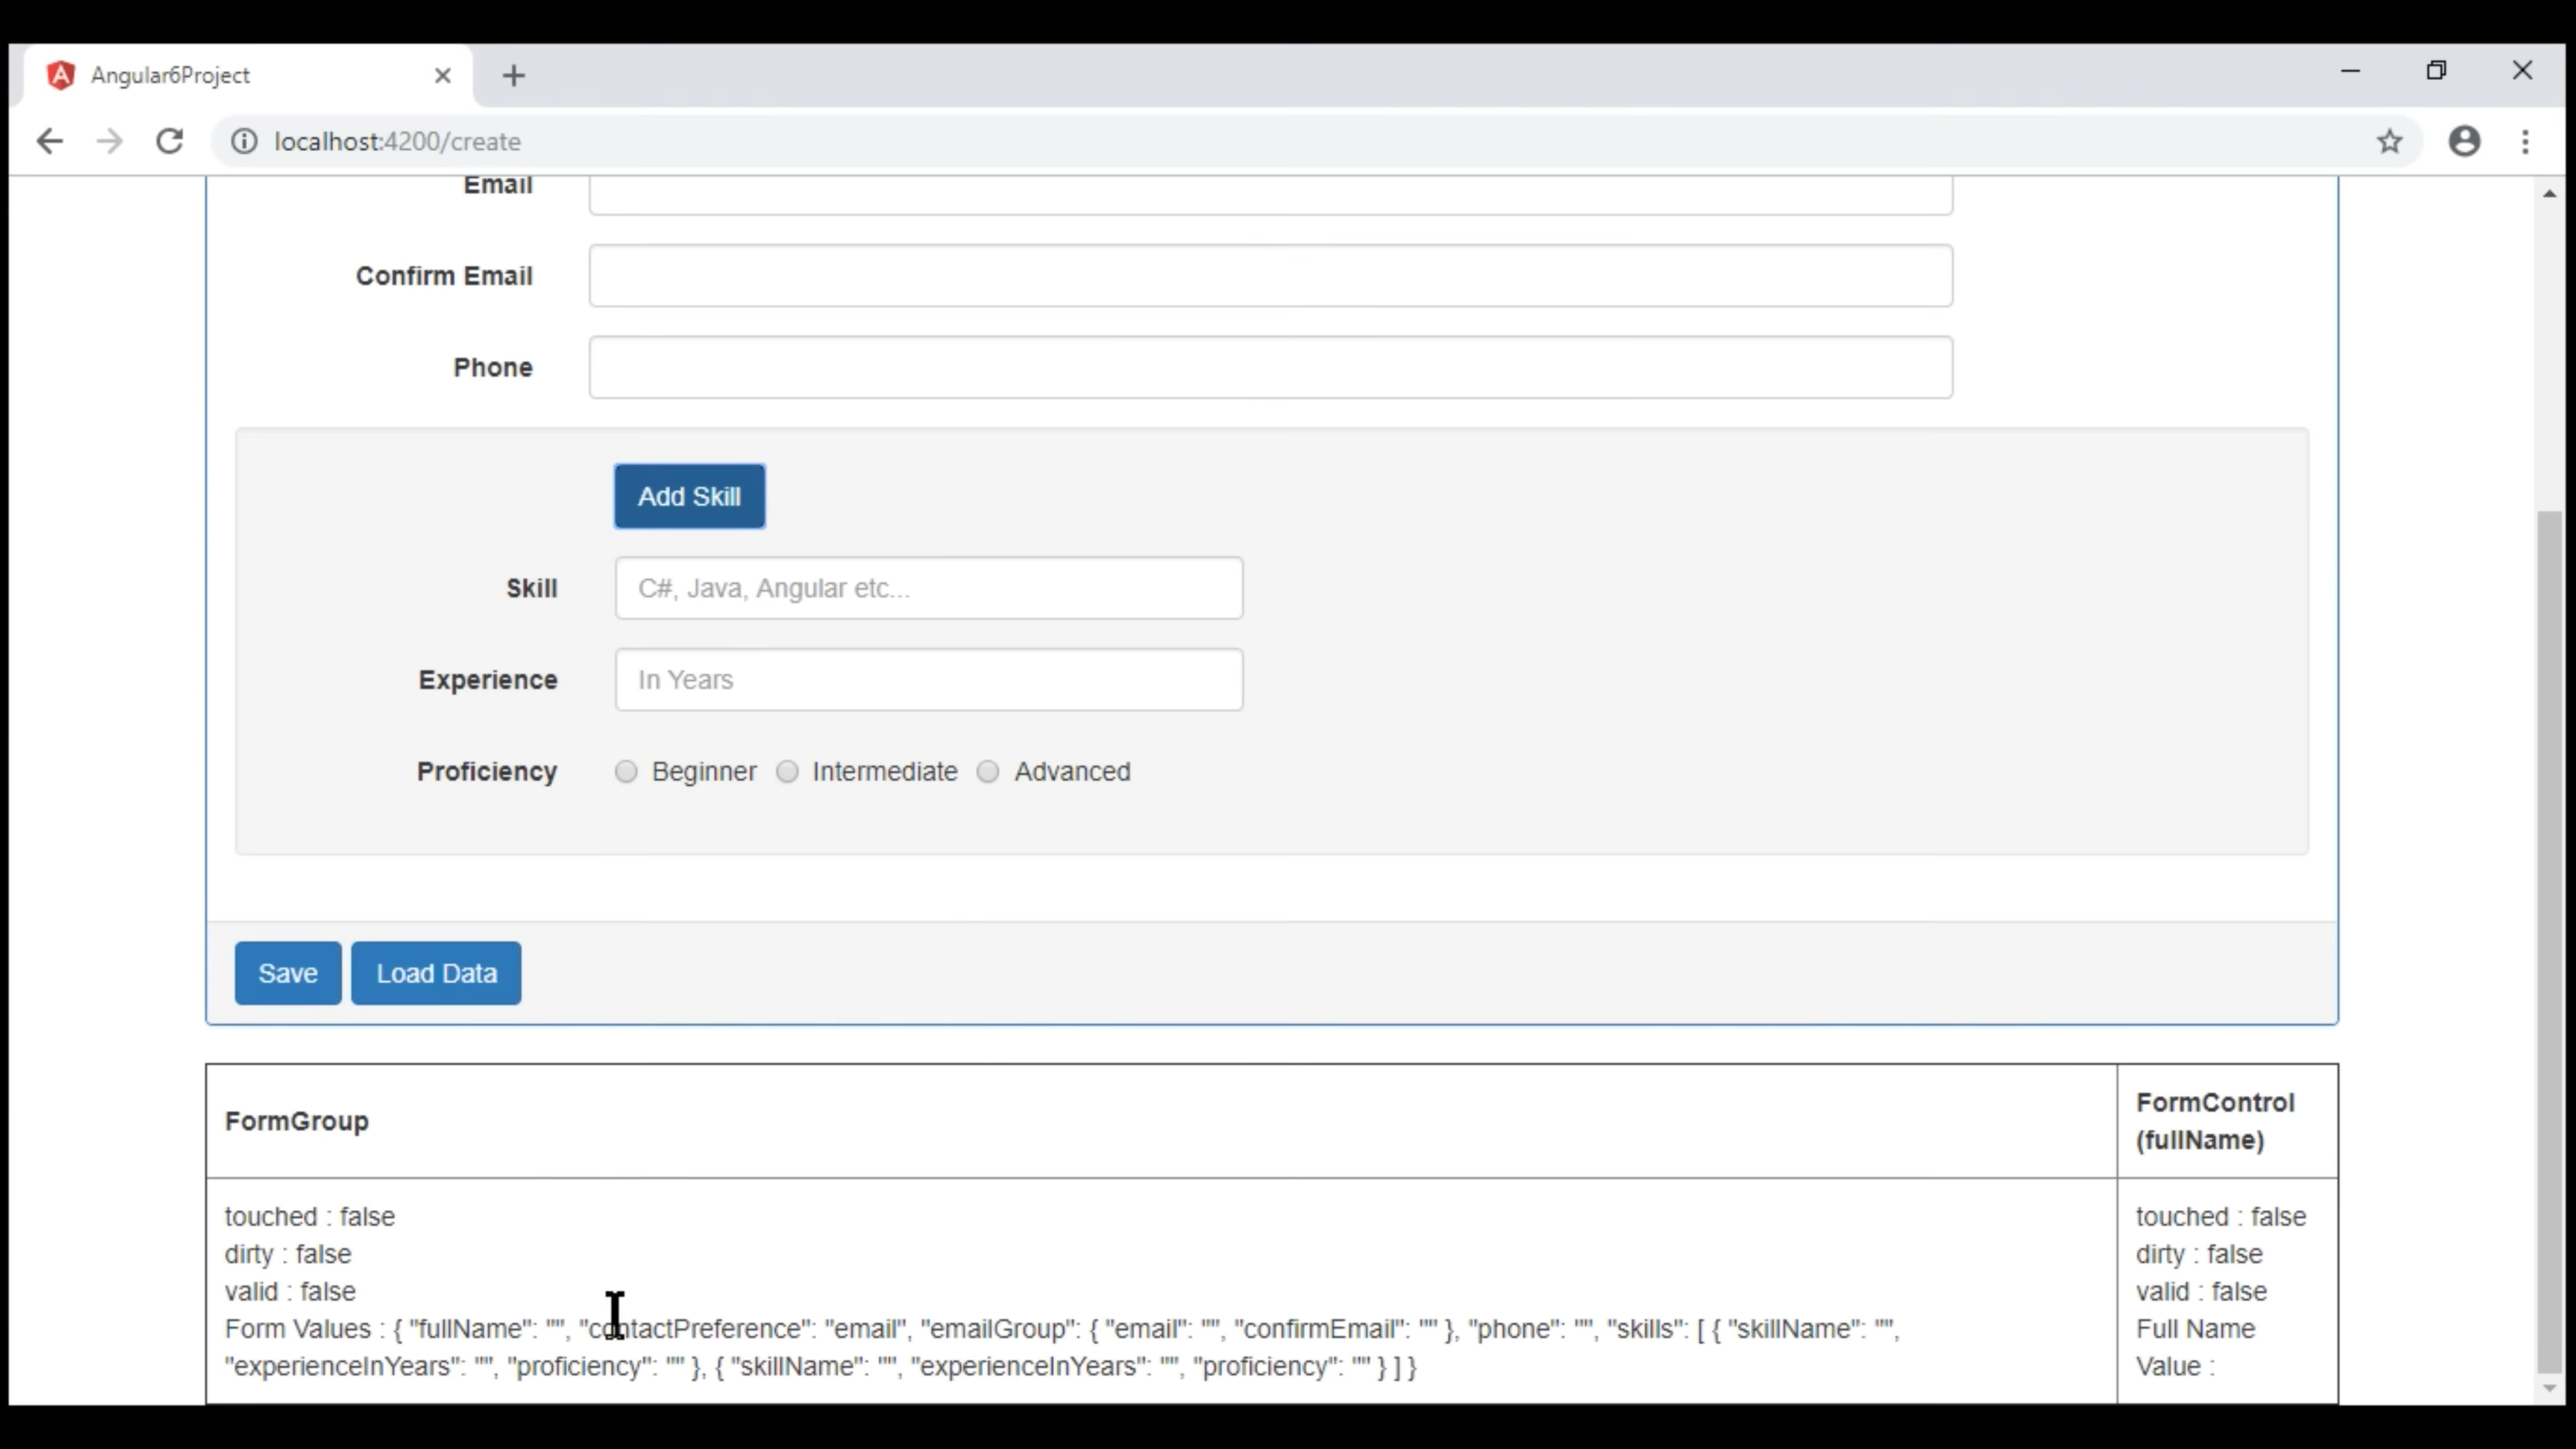 Angular6Project
localhost:4200/create
Email
Confirm Email
Phone
Add Skill
Skill C#, Java, Angular etc...
Experience In Years
Proficiency Beginner Intermediate Advanced
Save Load Data
FormGroup
FormControl
(fullName)
touched : false
dirty : false
valid : false
Form Values : { "fullName": "", "contactPreference": "email", "emailGroup": { "email": "", "confirmEmail": "" }, "phone": "", "skills": [ { "skillName": "",
"experienceInYears": "", "proficiency": "" }, { "skillName": "", "experienceInYears": "", "proficiency": "" } ] }
touched : false
dirty : false
valid : false
Full Name
Value :